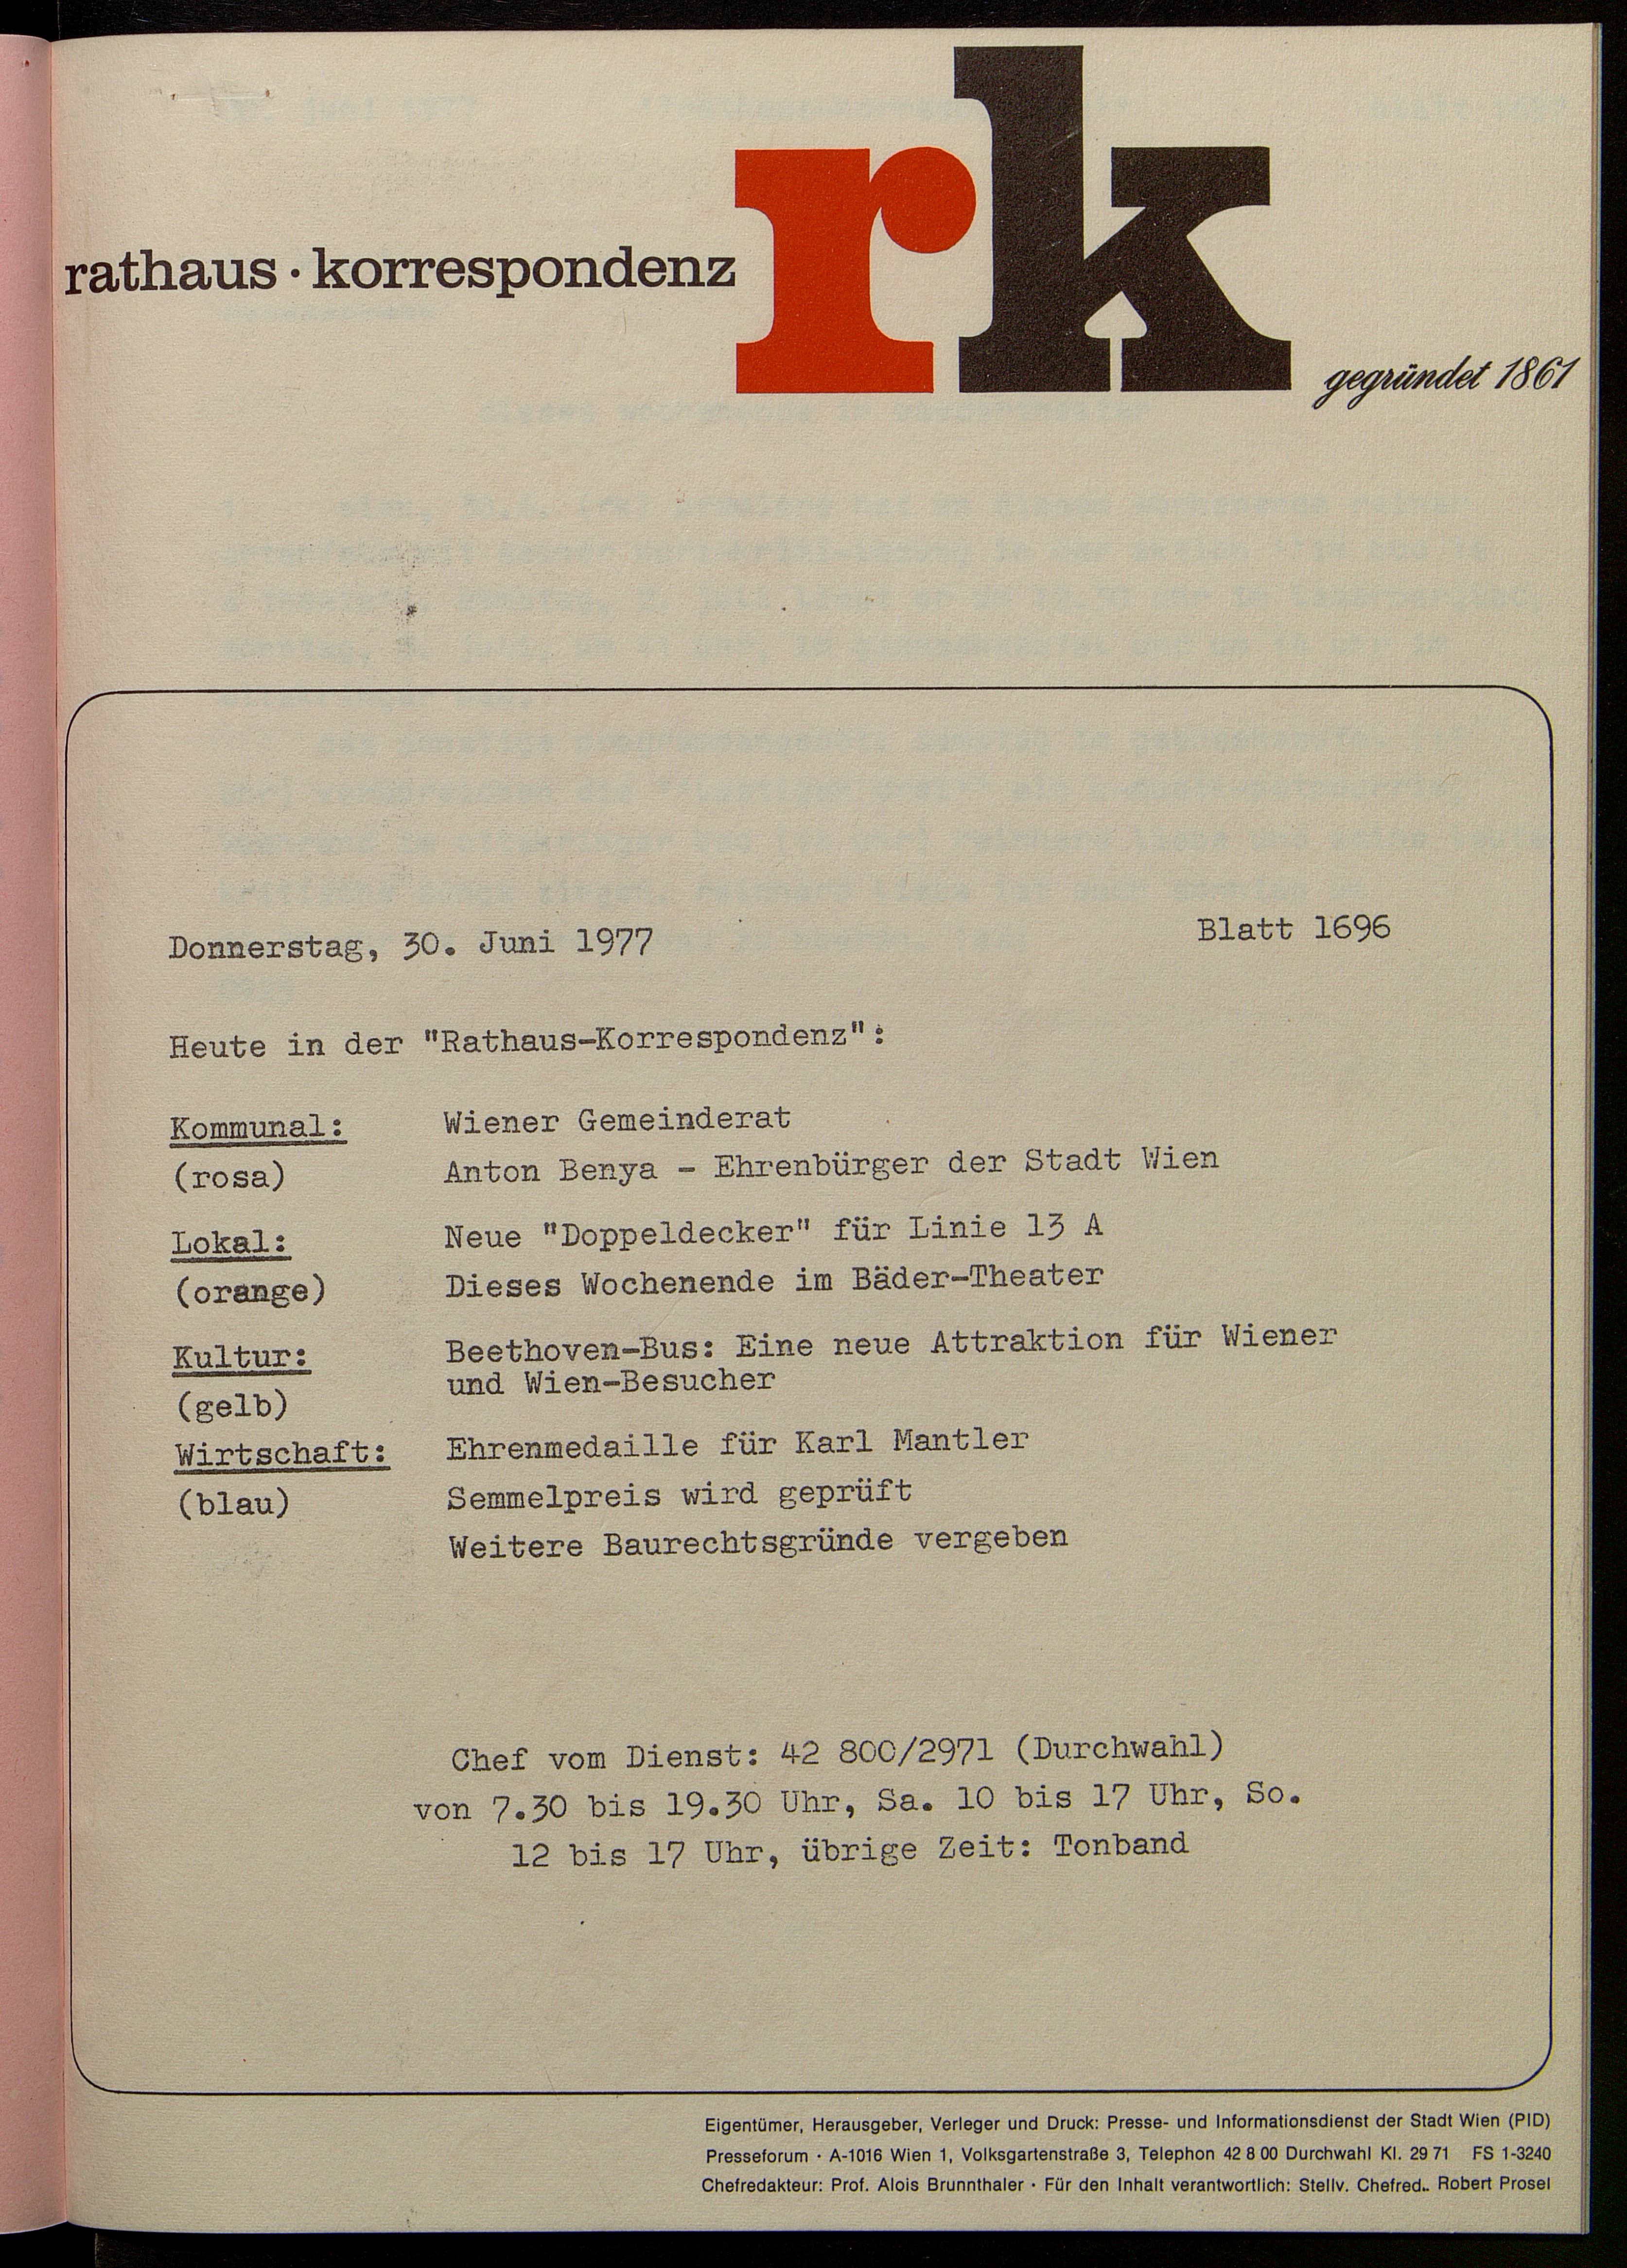 rk
rathaus · korrespondenz
gegründet 1861
Donnerstag, 30. Juni 1977 Blatt 1696
Heute in der "Rathaus-Korrespondenz":
Kommunal: Wiener Gemeinderat
(rosa) Anton Benya - Ehrenbürger der Stadt Wien
Lokal: Neue "Doppeldecker" für Linie 13 A
(orange) Dieses Wochenende im Bäder-Theater
Kultur: Beethoven-Bus: Eine neue Attraktion für Wiener
und Wien-Besucher
(gelb)
Wirtschaft: Ehrenmedaille für Karl Mantler
(blau) Semmelpreis wird geprüft
Weitere Baurechtsgründe vergeben
Chef vom Dienst: 42 800/2971 (Durchwahl)
von 7.30 bis 19.30 Uhr, Sa. 10 bis 17 Uhr, So.
12 bis 17 Uhr, übrige Zeit: Tonband
Eigentümer, Herausgeber, Verleger und Druck: Presse- und Informationsdienst der Stadt Wien (PID)
Presseforum · A-1016 Wien 1, Volksgartenstraße 3, Telephon 42 8 00 Durchwahl Kl. 29 71 FS 1-3240
Chefredakteur: Prof. Alois Brunnthaler · Für den Inhalt verantwortlich: Stellv. Chefred.. Robert Prosel